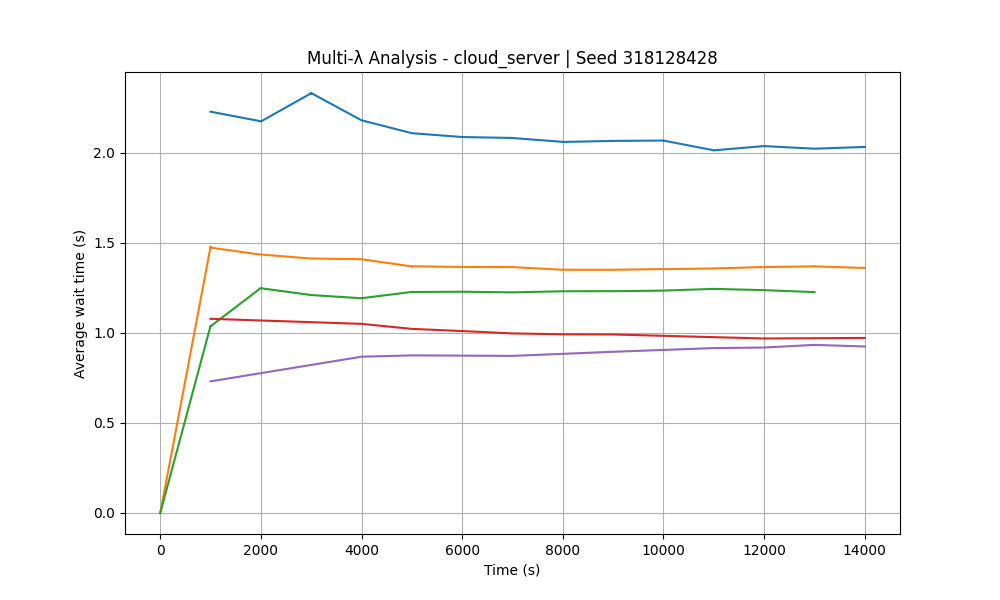 Multi-λ Analysis - cloud_server | Seed 318128428
Average wait time (s)
2.0
1.5
1.0
0.5
0.0
0 2000 4000 6000 8000 10000 12000 14000
Time (s)